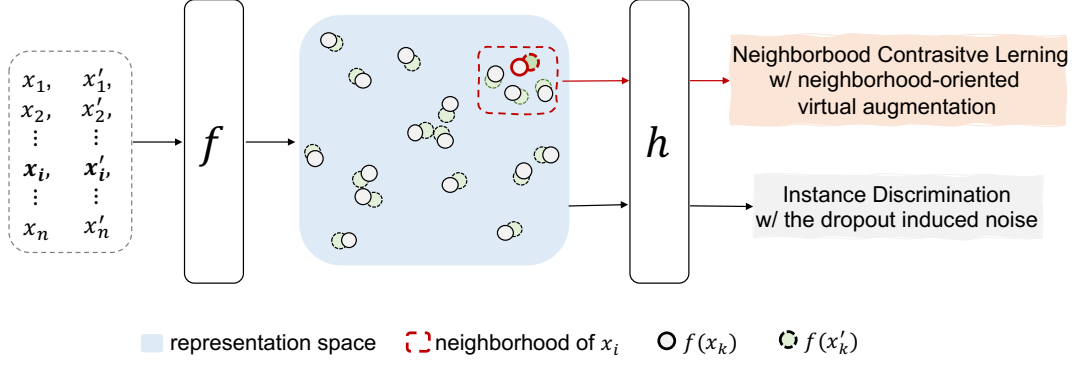 x₁, x′₁,
x₂, x′₂,
⋮ ⋮
xᵢ, x′ᵢ,
⋮ ⋮
xₙ x′ₙ
f
h
Neighborbood Contrasitve Lerning
w/ neighborhood-oriented
virtual augmentation
Instance Discrimination
w/ the dropout induced noise
representation space
neighborhood of xᵢ
f(xₖ)
f(x′ₖ)